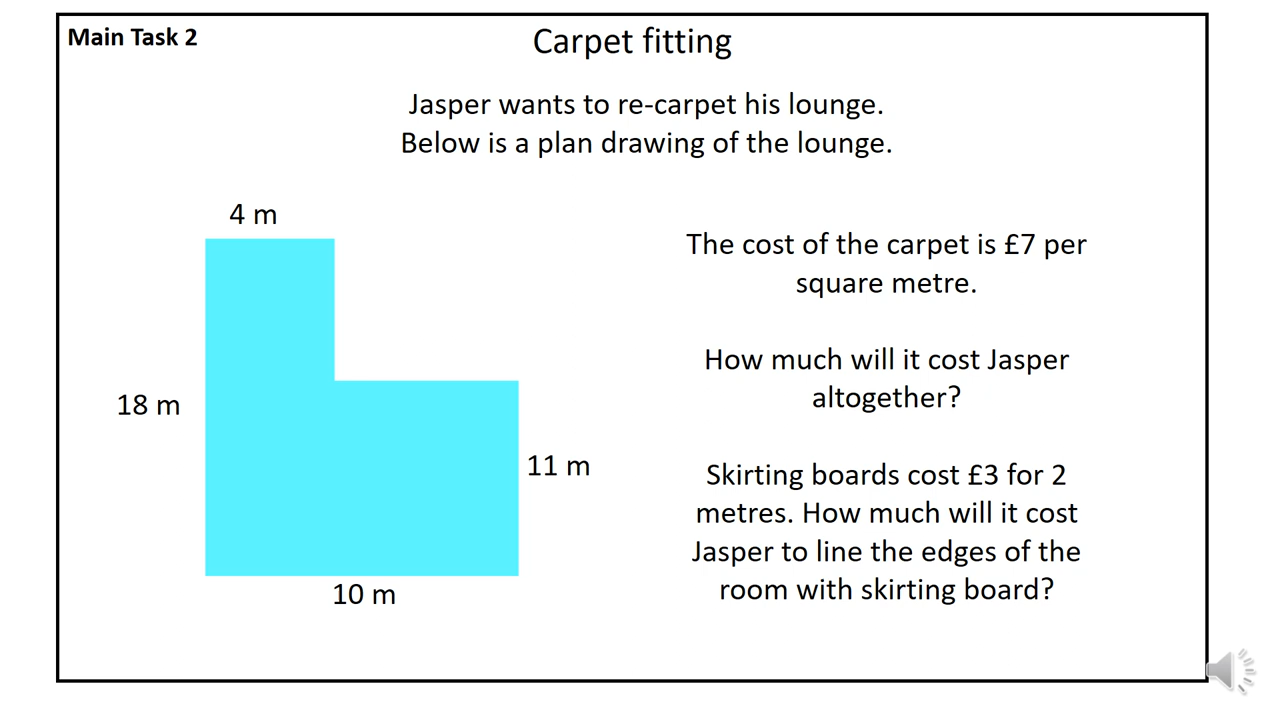 Main Task 2
Carpet fitting
Jasper wants to re-carpet his lounge.
Below is a plan drawing of the lounge.
4 m
18 m
11 m
10 m
The cost of the carpet is £7 per
square metre.
How much will it cost Jasper
altogether?
Skirting boards cost £3 for 2
metres. How much will it cost
Jasper to line the edges of the
room with skirting board?